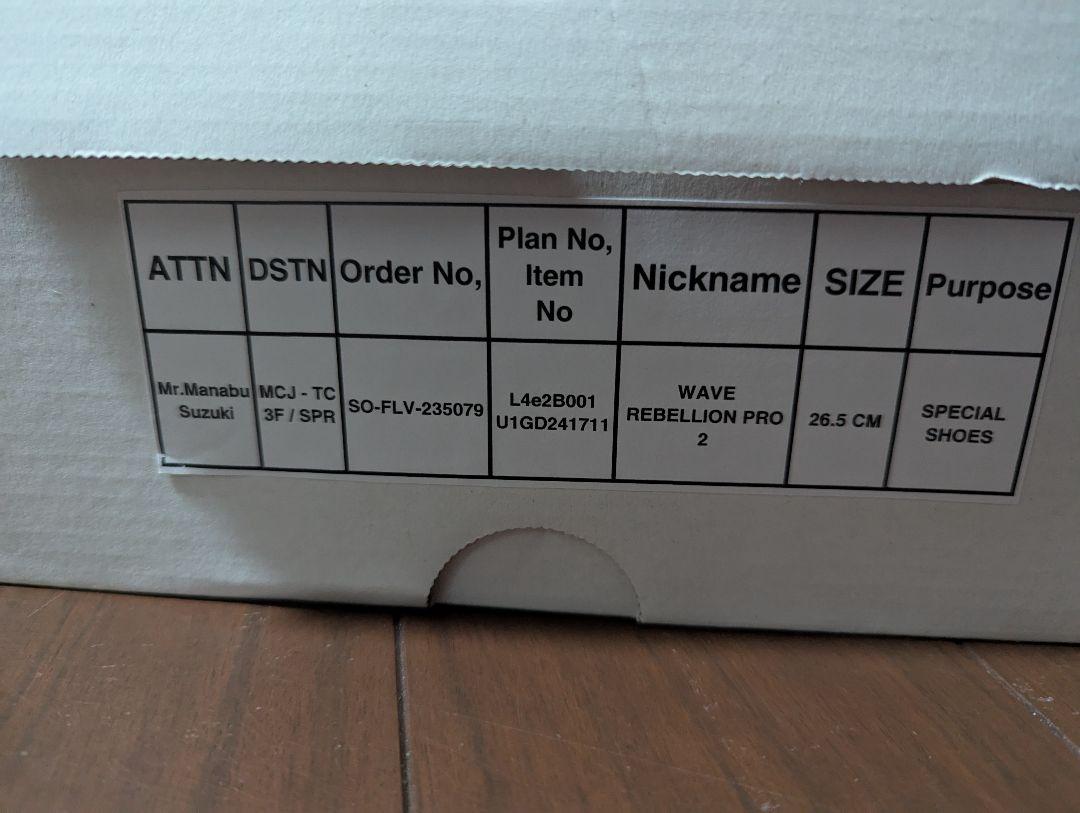 ATTN
DSTN
Order No,
Plan No,
Item
No
Nickname
SIZE
Purpose
Mr.Manabu
Suzuki
MCJ - TC
3F / SPR
SO-FLV-235079
L4e2B001
U1GD241711
WAVE
REBELLION PRO
2
26.5 CM
SPECIAL
SHOES